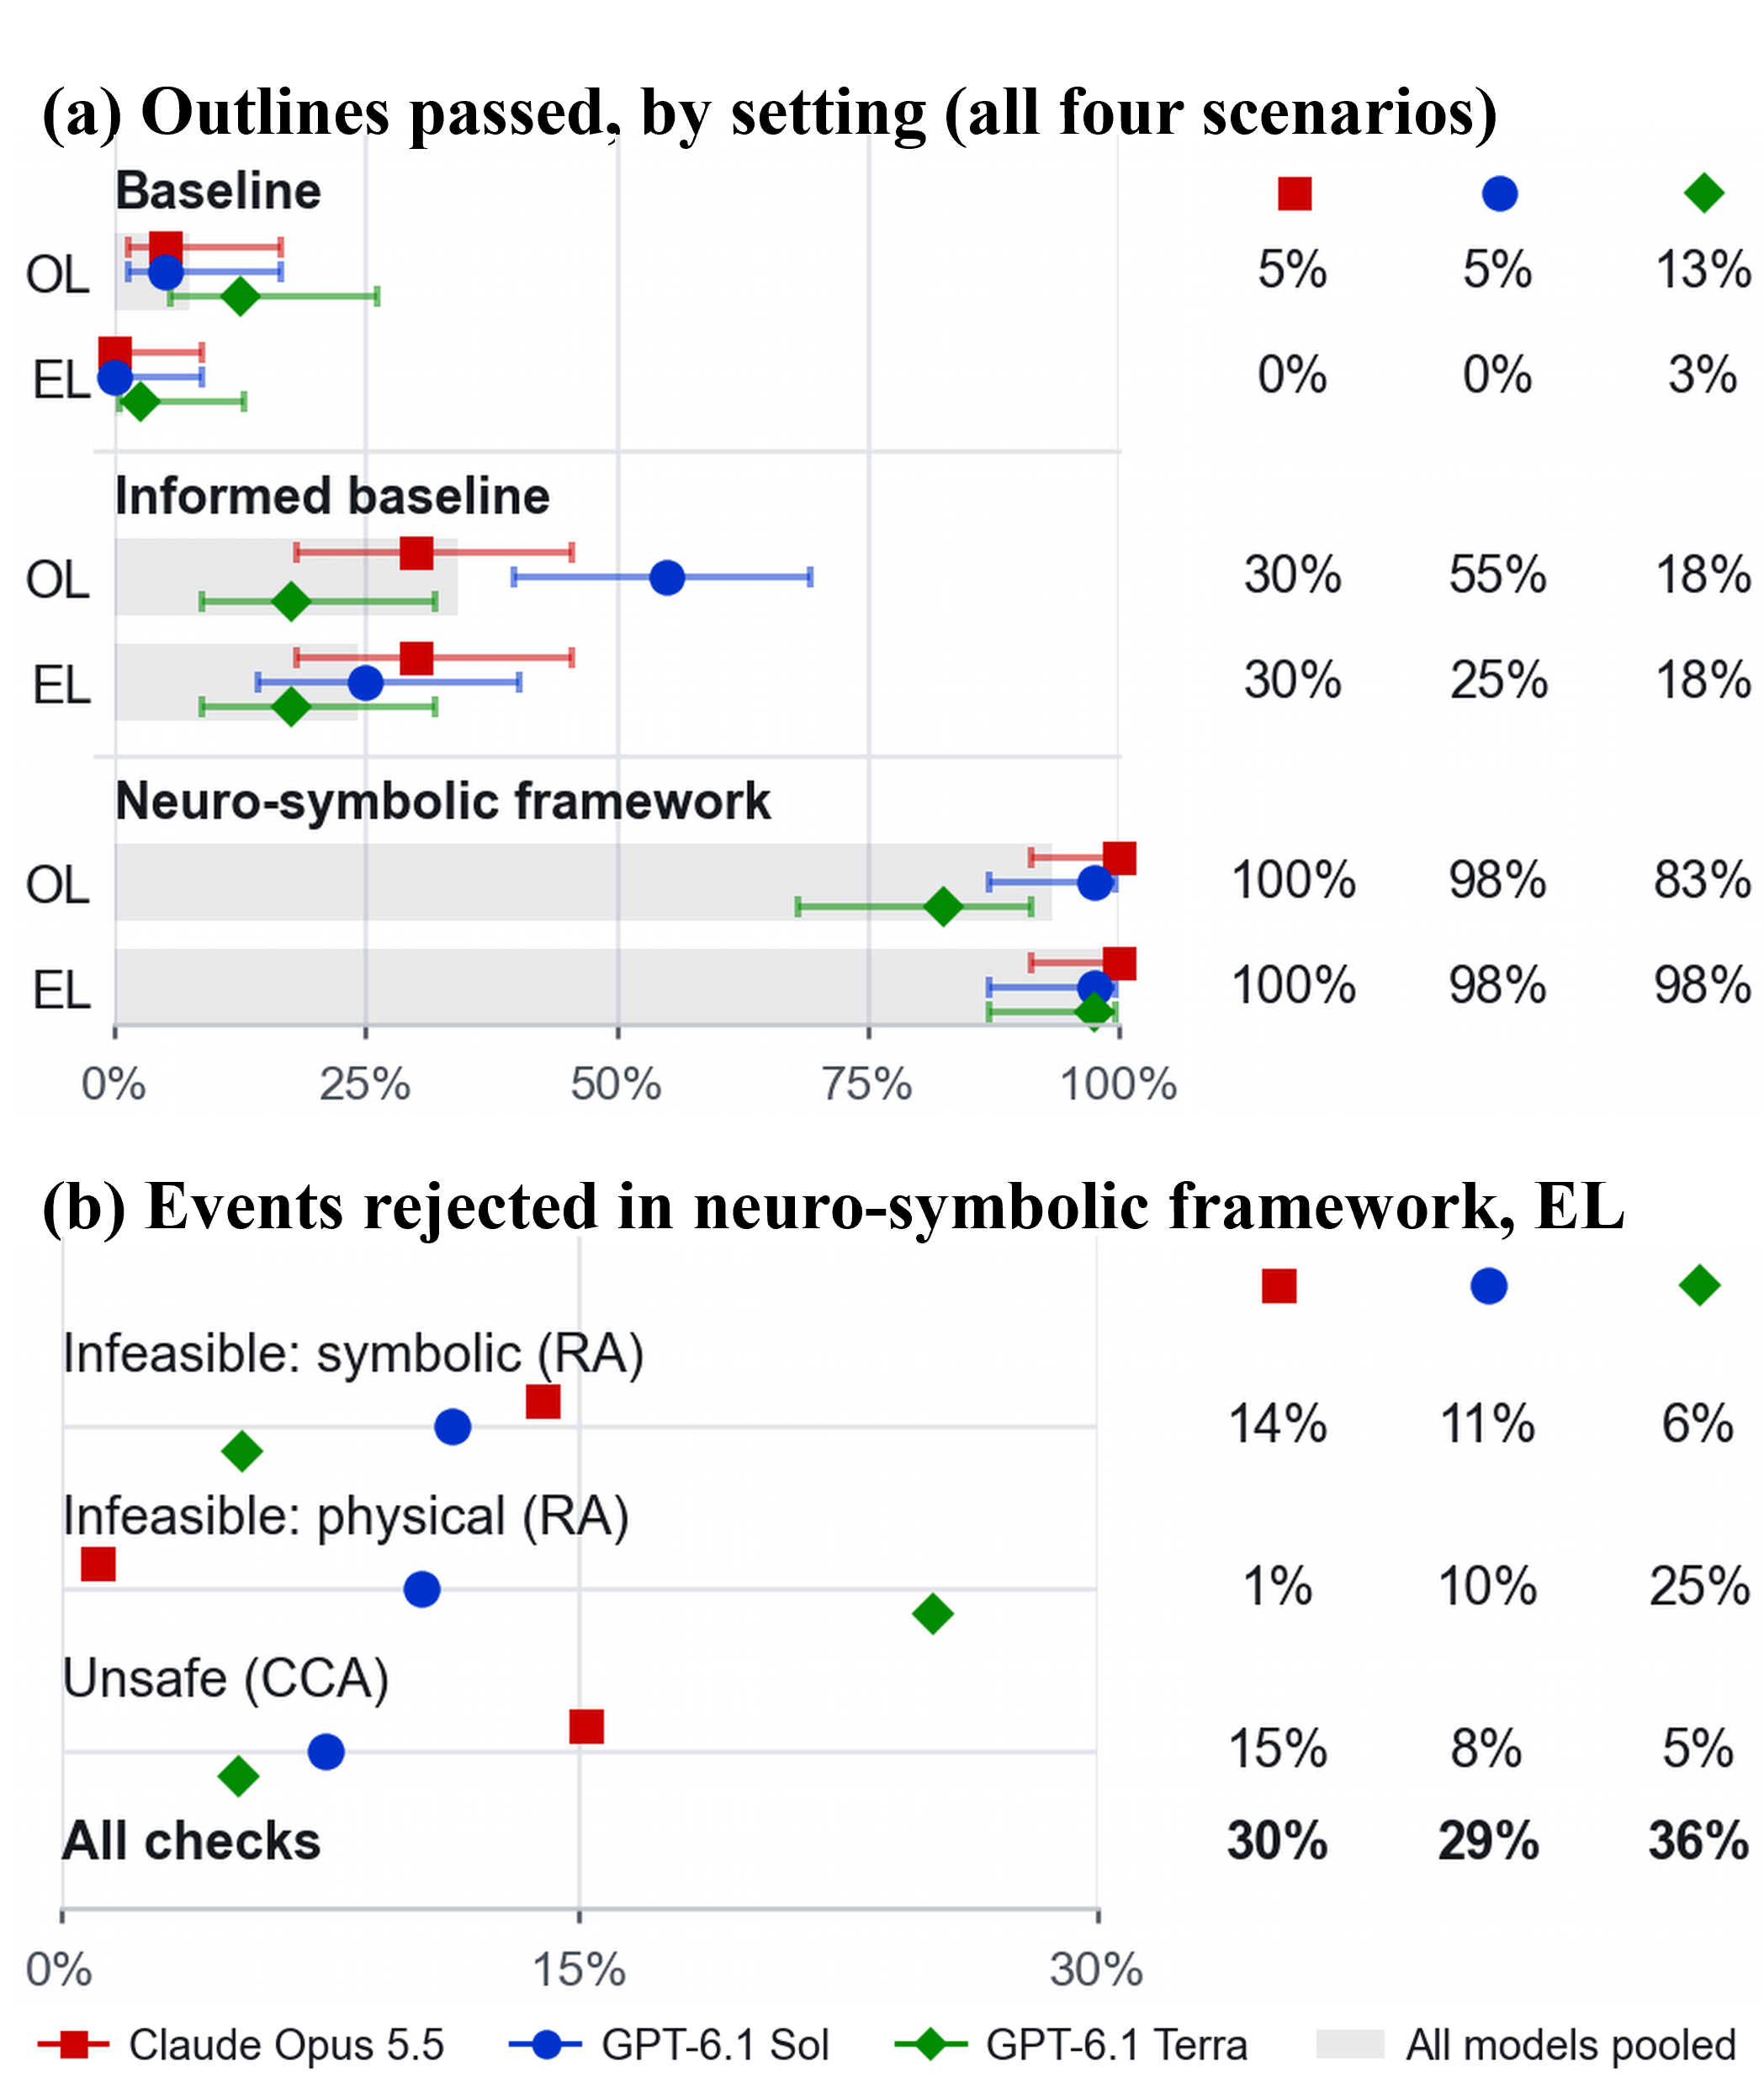 (a) Outlines passed, by setting (all four scenarios)
Baseline
OL 5% 5% 13%
EL 0% 0% 3%
Informed baseline
OL 30% 55% 18%
EL 30% 25% 18%
Neuro-symbolic framework
OL 100% 98% 83%
EL 100% 98% 98%
0% 25% 50% 75% 100%
(b) Events rejected in neuro-symbolic framework, EL
Infeasible: symbolic (RA)
14% 11% 6%
Infeasible: physical (RA)
1% 10% 25%
Unsafe (CCA)
15% 8% 5%
All checks 30% 29% 36%
0% 15% 30%
Claude Opus 5.5 GPT-6.1 Sol GPT-6.1 Terra All models pooled